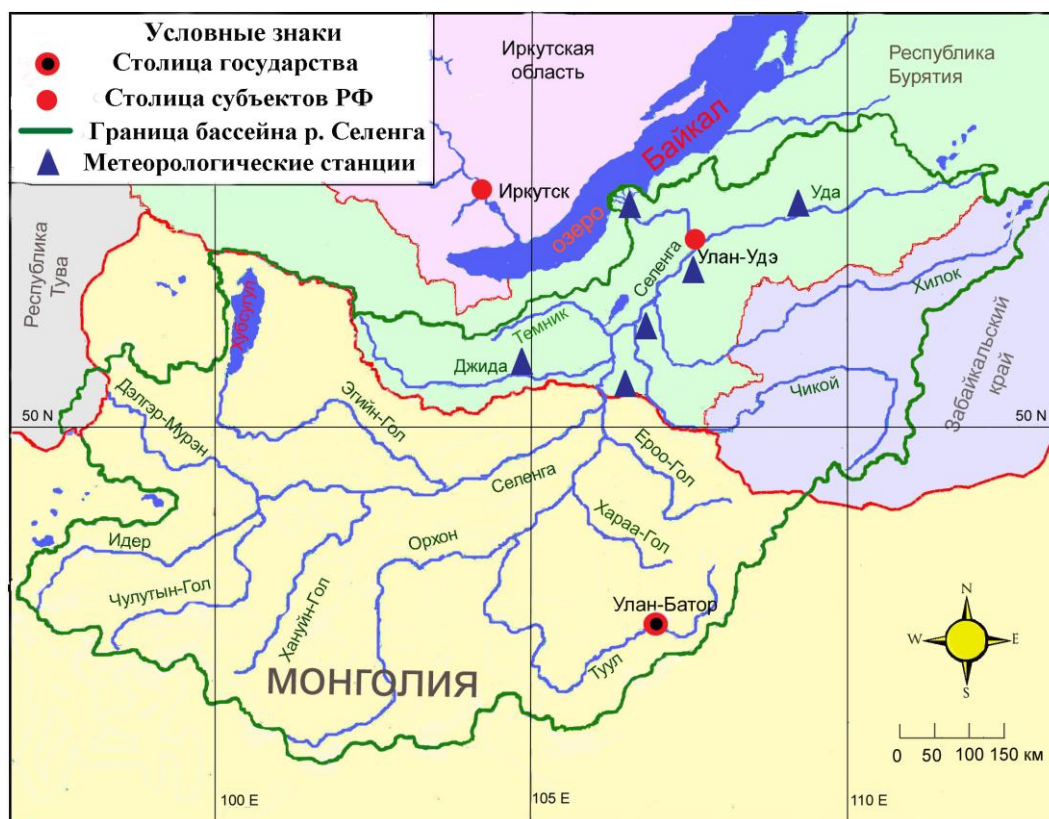 Условные знаки
Столица государства
Столица субъектов РФ
Граница бассейна р. Селенга
Метеорологические станции
Иркутская
область
Республика
Бурятия
озеро Байкал
Иркутск
Уда
Улан-Удэ
Селенга
Республика
Тува
Хубсугул
Темник
Джида
Хилок
Чикой
Забайкальский
край
50 N
50 N
Дэлгэр-Мурэн
Эгийн-Гол
Селенга
Ероо-Гол
Хараа-Гол
Идер
Орхон
Чулутын-Гол
Хануйн-Гол
Улан-Батор
Туул
МОНГОЛИЯ
N
W
E
S
0 50 100 150 км
100 E
105 E
110 E